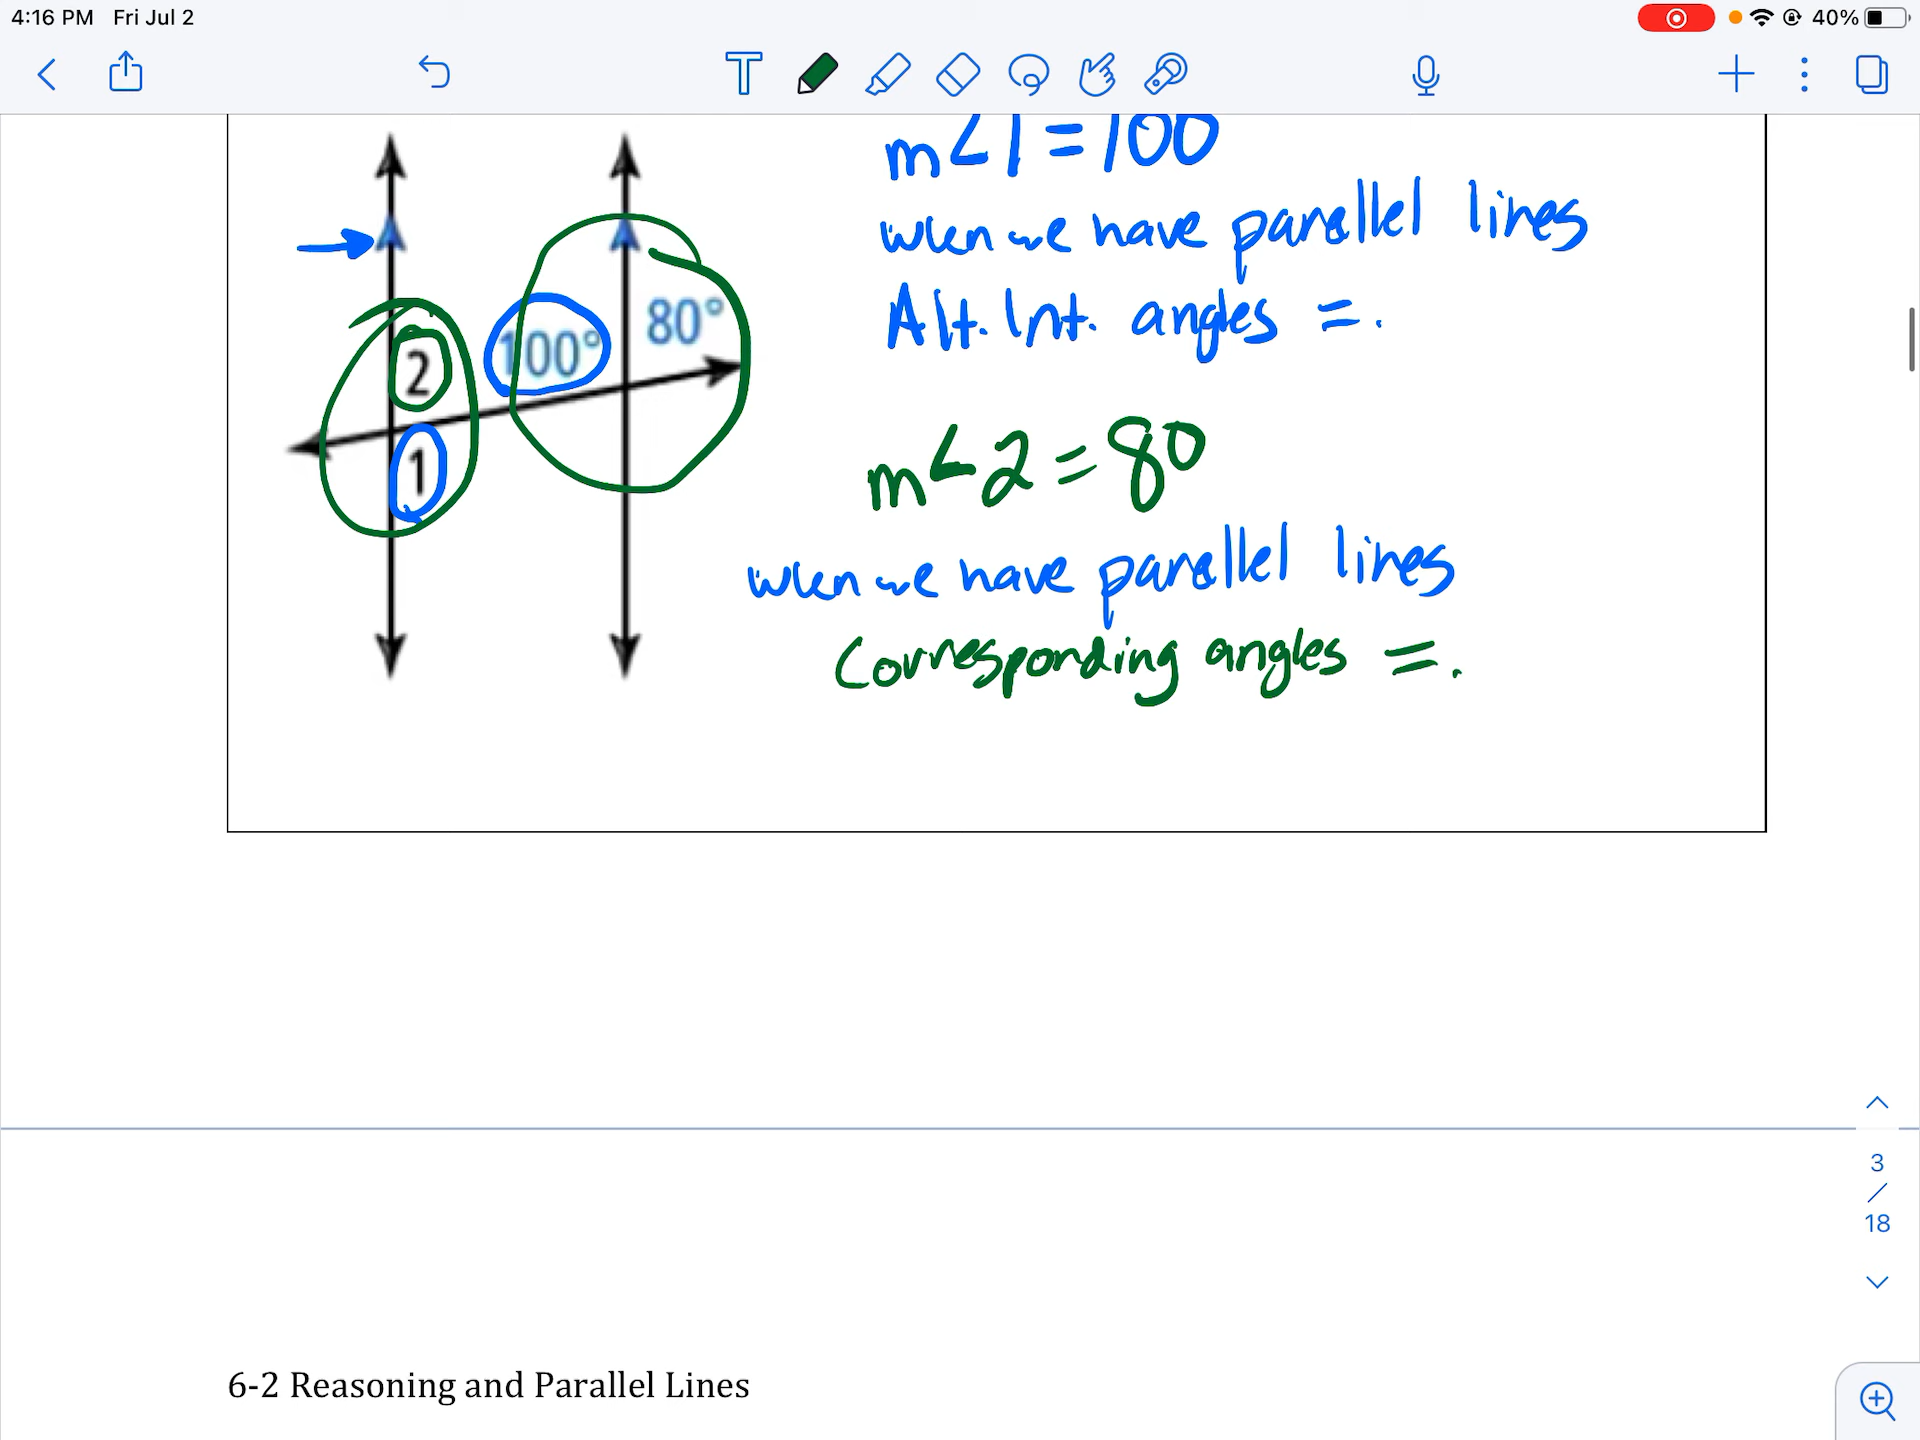 4:16 PM Fri Jul 2
40%
T
m<1 = 100
when we have parallel lines
Alt. Int. angles =.
100°
80°
2
1
m<2 = 80
when we have parallel lines
Corresponding angles =.
3
/
18
6-2 Reasoning and Parallel Lines